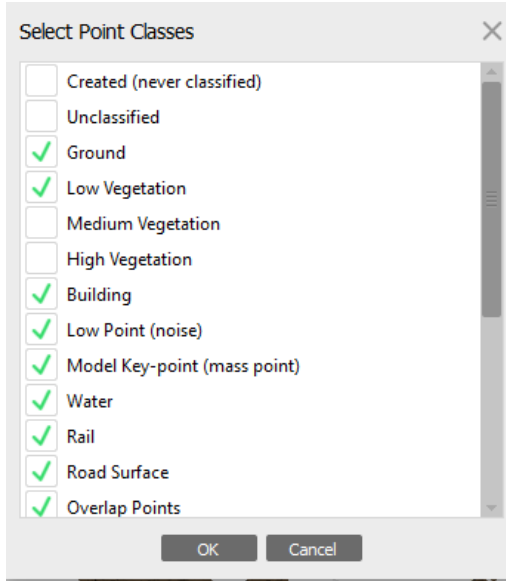 Select Point Classes
Created (never classified)
Unclassified
Ground
Low Vegetation
Medium Vegetation
High Vegetation
Building
Low Point (noise)
Model Key-point (mass point)
Water
Rail
Road Surface
Overlap Points
OK Cancel